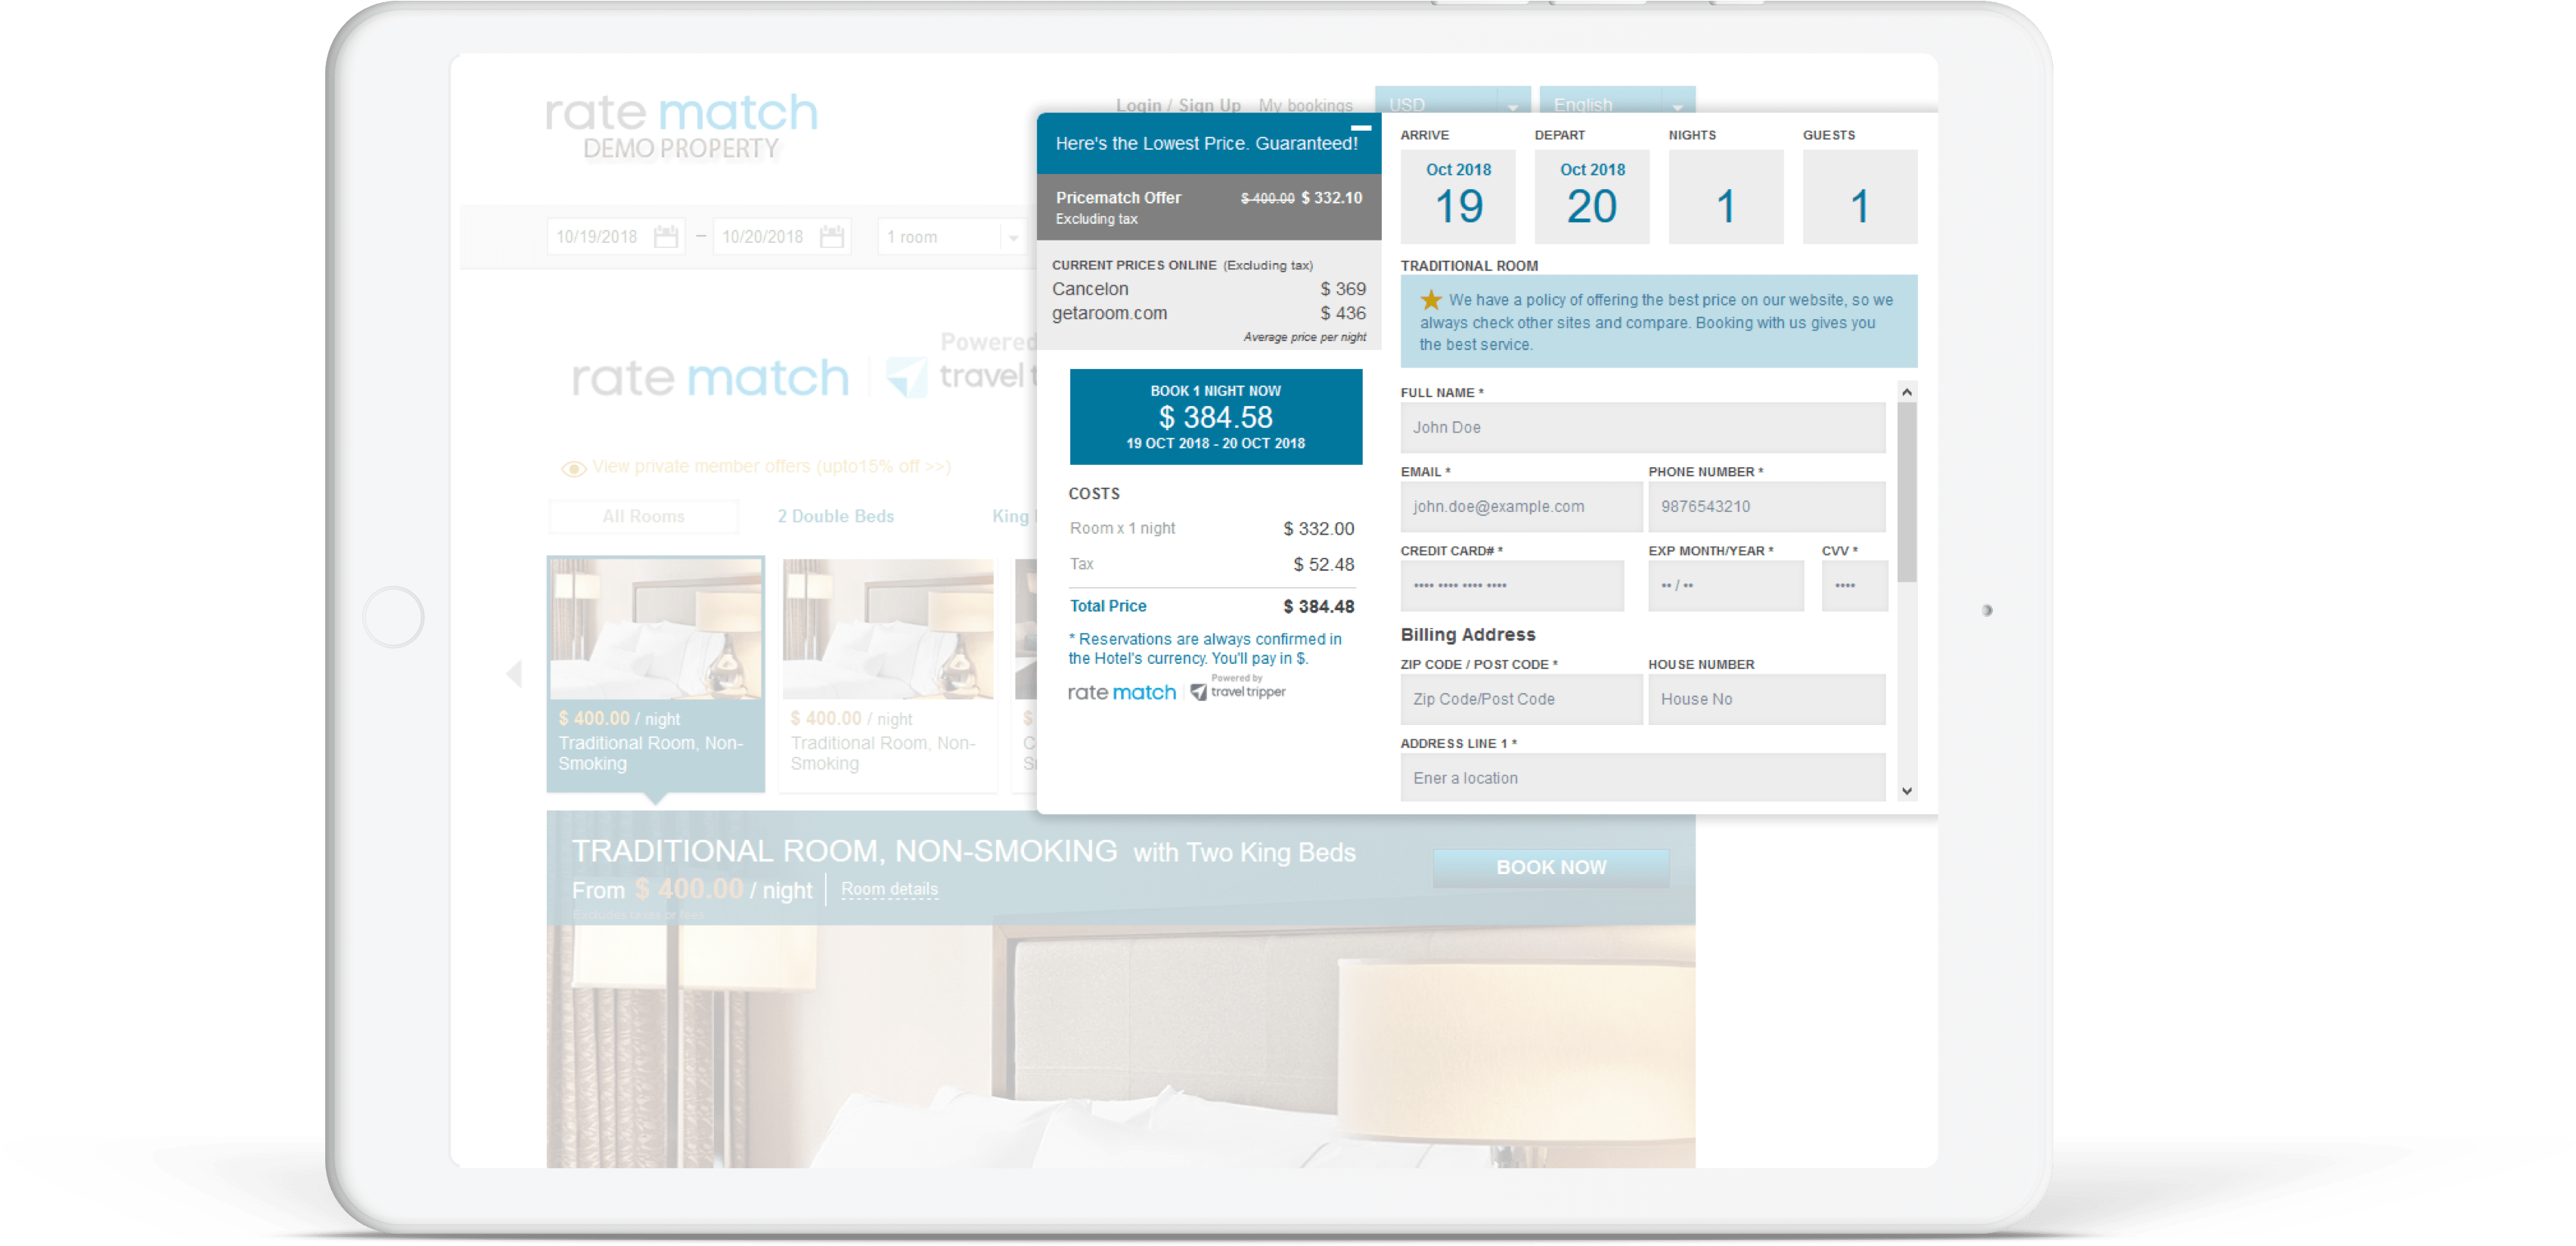 rate match
DEMO PROPERTY
Login / Sign Up My bookings USD English
10/19/2018 – 10/20/2018 1 room
rate match Powered
travel
View private member offers (upto15% off >>)
All Rooms 2 Double Beds King
$ 400.00 / night
Traditional Room, Non-
Smoking
$ 400.00 / night
Traditional Room, Non-
Smoking
$
TRADITIONAL ROOM, NON-SMOKING with Two King Beds
From $ 400.00 / night Room details
Excludes taxes or fees
BOOK NOW
Here's the Lowest Price. Guaranteed!
Pricematch Offer $ 400.00 $ 332.10
Excluding tax
CURRENT PRICES ONLINE (Excluding tax)
Cancelon $ 369
getaroom.com $ 436
Average price per night
BOOK 1 NIGHT NOW
$ 384.58
19 OCT 2018 - 20 OCT 2018
COSTS
Room x 1 night $ 332.00
Tax $ 52.48
Total Price $ 384.48
* Reservations are always confirmed in
the Hotel's currency. You'll pay in $.
rate match Powered by
travel tripper
ARRIVE DEPART NIGHTS GUESTS
Oct 2018 Oct 2018
19 20 1 1
TRADITIONAL ROOM
We have a policy of offering the best price on our website, so we
always check other sites and compare. Booking with us gives you
the best service.
FULL NAME *
John Doe
EMAIL * PHONE NUMBER *
john.doe@example.com 9876543210
CREDIT CARD# * EXP MONTH/YEAR * CVV *
•••• •••• •••• •••• •• / •• ••••
Billing Address
ZIP CODE / POST CODE * HOUSE NUMBER
Zip Code/Post Code House No
ADDRESS LINE 1 *
Ener a location